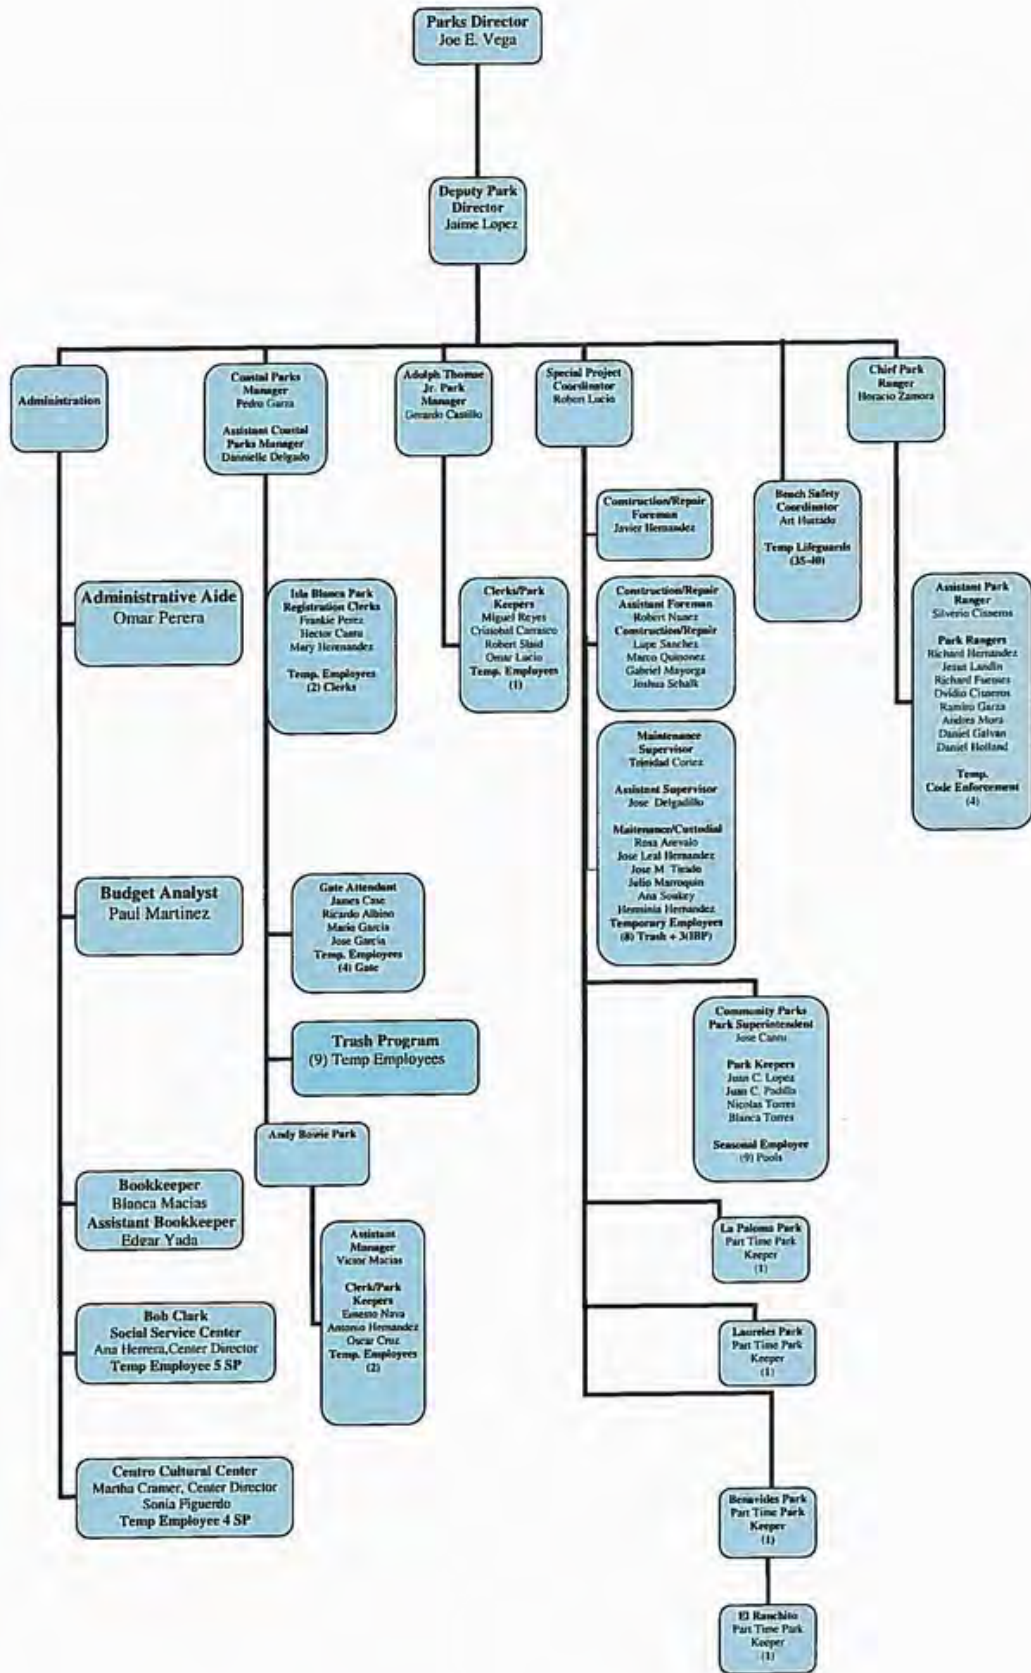 Parks Director
Joe E. Vega
Deputy Park
Director
Jaime Lopez
Administration
Coastal Parks
Manager
Pedro Garza
Assistant Coastal
Parks Manager
Dannielle Delgado
Adolph Thomae
Jr. Park
Manager
Gerardo Castillo
Special Project
Coordinator
Robert Lucio
Chief Park
Ranger
Horacio Zamora
Administrative Aide
Omar Perera
Budget Analyst
Paul Martinez
Bookkeeper
Blanca Macias
Assistant Bookkeeper
Edgar Yada
Bob Clark
Social Service Center
Ana Herrera,Center Director
Temp Employee 5 SP
Centro Cultural Center
Martha Cramer, Center Director
Sonia Figuerdo
Temp Employee 4 SP
Isla Blanca Park
Registration Clerks
Frankie Perez
Hector Cantu
Mary Herenandez
Temp. Employees
(2) Clerks
Gate Attendant
James Case
Ricardo Albino
Mario Garcia
Jose Garcia
Temp. Employees
(4) Gate
Trash Program
(9) Temp Employees
Andy Bowie Park
Assistant
Manager
Victor Macias
Clerk/Park
Keepers
Ernesto Nava
Antonio Hernandez
Oscar Cruz
Temp. Employees
(2)
Clerks/Park
Keepers
Miguel Reyes
Cristobal Carrasco
Robert Slaid
Omar Lucio
Temp. Employees
(1)
Construction/Repair
Foreman
Javier Hernandez
Construction/Repair
Assistant Foreman
Robert Nunez
Construction/Repair
Lupe Sanchez
Marco Quinonez
Gabriel Mayorga
Joshua Schalk
Maintenance
Supervisor
Trinidad Cortez
Assistant Supervisor
Jose Delgadillo
Maitenance/Custodial
Rosa Arevalo
Jose Leal Hernandez
Jose M. Tirado
Julio Marroquin
Ana
Herminia Hernandez
Temporary Employees
(8) Trash + 3(IBP)
Community Parks
Park Superintendent
Jose Cantu
Park Keepers
Juan C. Lopez
Juan C. Padilla
Nicolas Torres
Blanca Torres
Seasonal Employee
(9) Pools
La Paloma Park
Part Time Park
Keeper
(1)
Laureles Park
Part Time Park
Keeper
(1)
Benavides Park
Part Time Park
Keeper
(1)
El Ranchito
Part Time Park
Keeper
(1)
Beach Safety
Coordinator
Art Hurtado
Temp Lifeguards
(35-40)
Assistant Park
Ranger
Silverio Cisneros
Park Rangers
Richard Hernandez
Jesus Landin
Richard Fuentes
Ovidio Cisneros
Ramiro Garza
Andres Mora
Daniel Galvan
Daniel Holland
Temp.
Code Enforcement
(4)